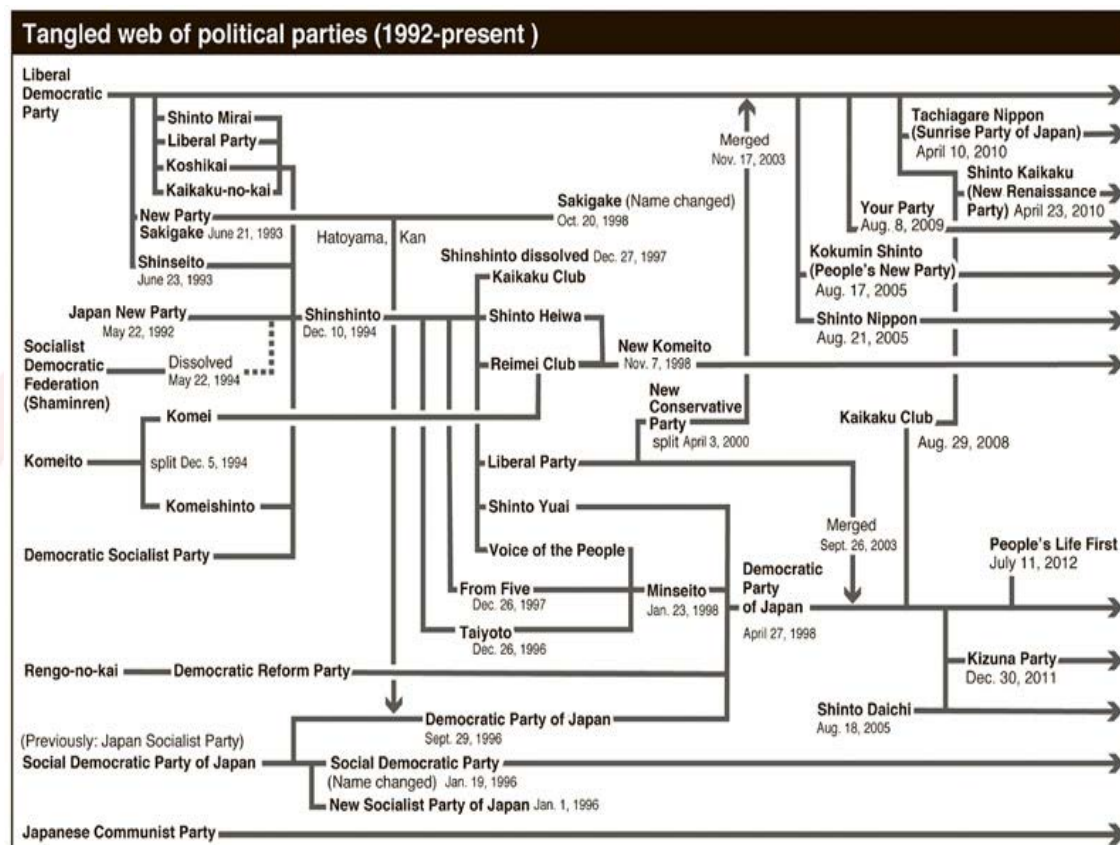 Tangled web of political parties (1992-present )
Liberal
Democratic
Party
Shinto Mirai
Liberal Party
Koshikai
Kaikaku-no-kai
New Party
Sakigake June 21, 1993
Shinseito
June 23, 1993
Hatoyama, Kan
Sakigake (Name changed)
Oct. 20, 1998
Merged
Nov. 17, 2003
Tachiagare Nippon
(Sunrise Party of Japan)
April 10, 2010
Shinto Kaikaku
(New Renaissance
Party) April 23, 2010
Your Party
Aug. 8, 2009
Kokumin Shinto
(People's New Party)
Aug. 17, 2005
Shinto Nippon
Aug. 21, 2005
Shinshinto dissolved Dec. 27, 1997
Kaikaku Club
Japan New Party
May 22, 1992
Shinshinto
Dec. 10, 1994
Shinto Heiwa
Socialist
Democratic
Federation
(Shaminren)
Dissolved
May 22, 1994
Reimei Club
New Komeito
Nov. 7, 1998
New
Conservative
Party
split April 3, 2000
Komei
Komeito
split Dec. 5, 1994
Komeishinto
Liberal Party
Kaikaku Club
Aug. 29, 2008
Shinto Yuai
Merged
Sept. 26, 2003
Democratic Socialist Party
Voice of the People
From Five
Dec. 26, 1997
Minseito
Jan. 23, 1998
Taiyoto
Dec. 26, 1996
Democratic
Party
of Japan
April 27, 1998
People's Life First
July 11, 2012
Kizuna Party
Dec. 30, 2011
Shinto Daichi
Aug. 18, 2005
Rengo-no-kai
Democratic Reform Party
Democratic Party of Japan
Sept. 29, 1996
(Previously: Japan Socialist Party)
Social Democratic Party of Japan
Social Democratic Party
(Name changed) Jan. 19, 1996
New Socialist Party of Japan Jan. 1, 1996
Japanese Communist Party